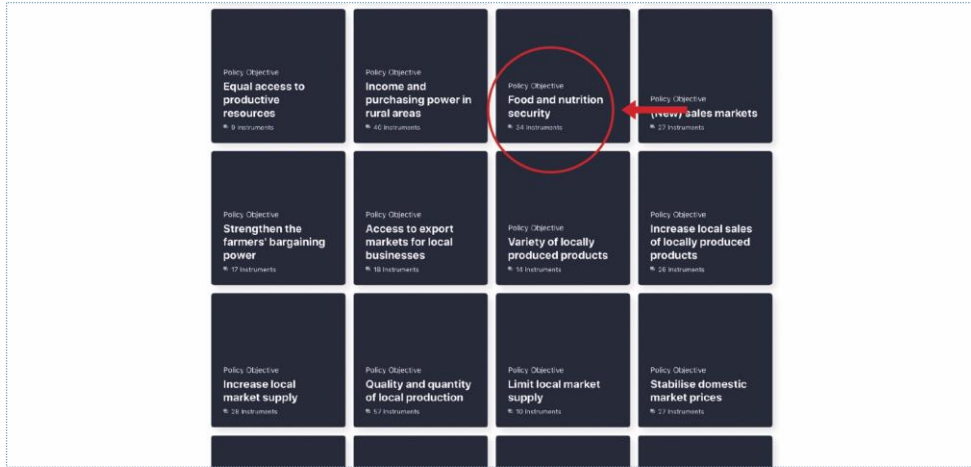 Policy Objective
Equal access to
productive
resources
9 Instruments
Policy Objective
Income and
purchasing power in
rural areas
40 Instruments
Policy Objective
Food and nutrition
security
34 Instruments
Policy Objective
(New) sales markets
27 Instruments
Policy Objective
Strengthen the
farmers' bargaining
power
17 Instruments
Policy Objective
Access to export
markets for local
businesses
18 Instruments
Policy Objective
Variety of locally
produced products
14 Instruments
Policy Objective
Increase local sales
of locally produced
products
26 Instruments
Policy Objective
Increase local
market supply
28 Instruments
Policy Objective
Quality and quantity
of local production
57 Instruments
Policy Objective
Limit local market
supply
10 Instruments
Policy Objective
Stabilise domestic
market prices
27 Instruments